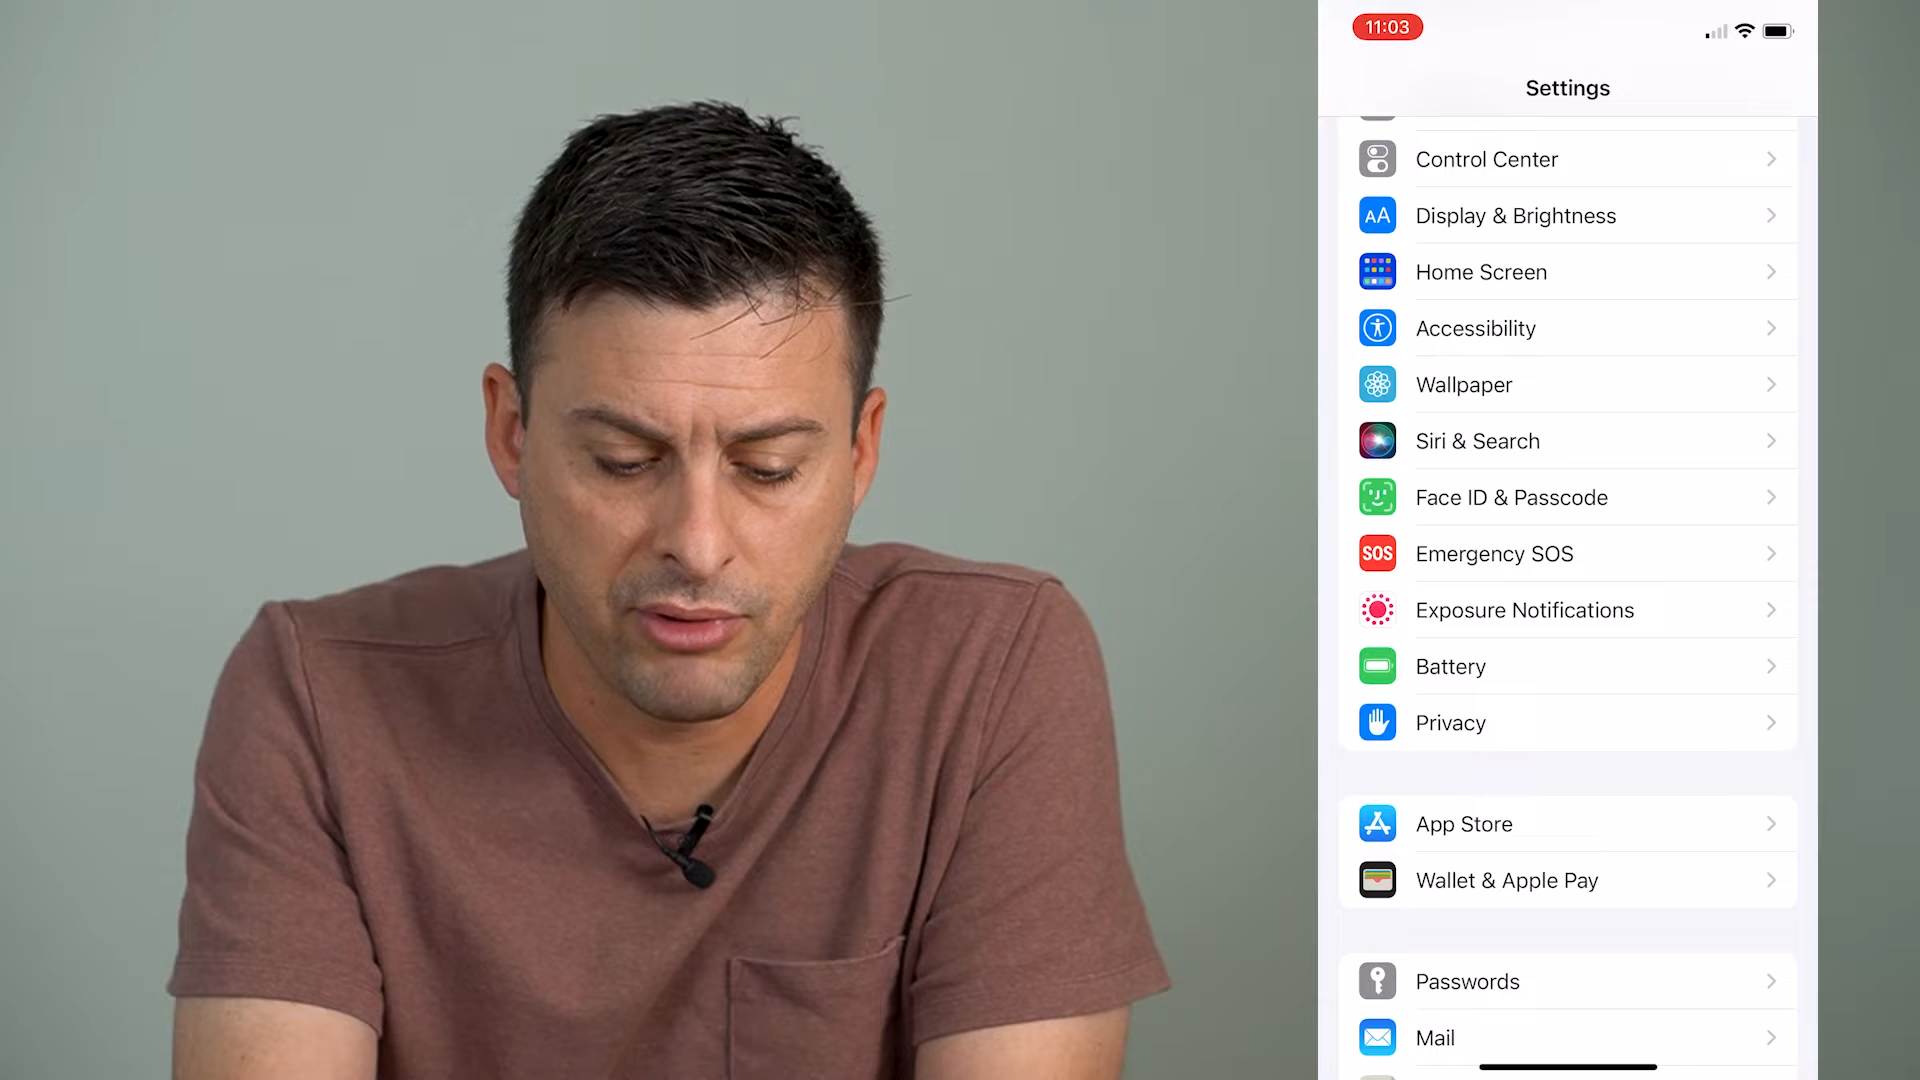 11:03
Settings
Control Center
AA Display & Brightness
Home Screen
Accessibility
Wallpaper
Siri & Search
Face ID & Passcode
SOS Emergency SOS
Exposure Notifications
Battery
Privacy
App Store
Wallet & Apple Pay
Passwords
Mail